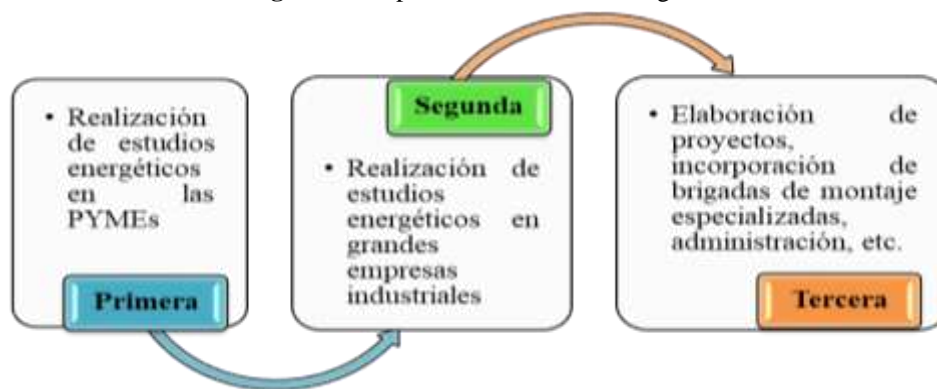 • Realización
de estudios
energéticos
en las
PYMEs
Primera
Segunda
• Realización de
estudios
energéticos en
grandes
empresas
industriales
• Elaboración de
proyectos,
incorporación de
brigadas de montaje
especializadas,
administración, etc.
Tercera